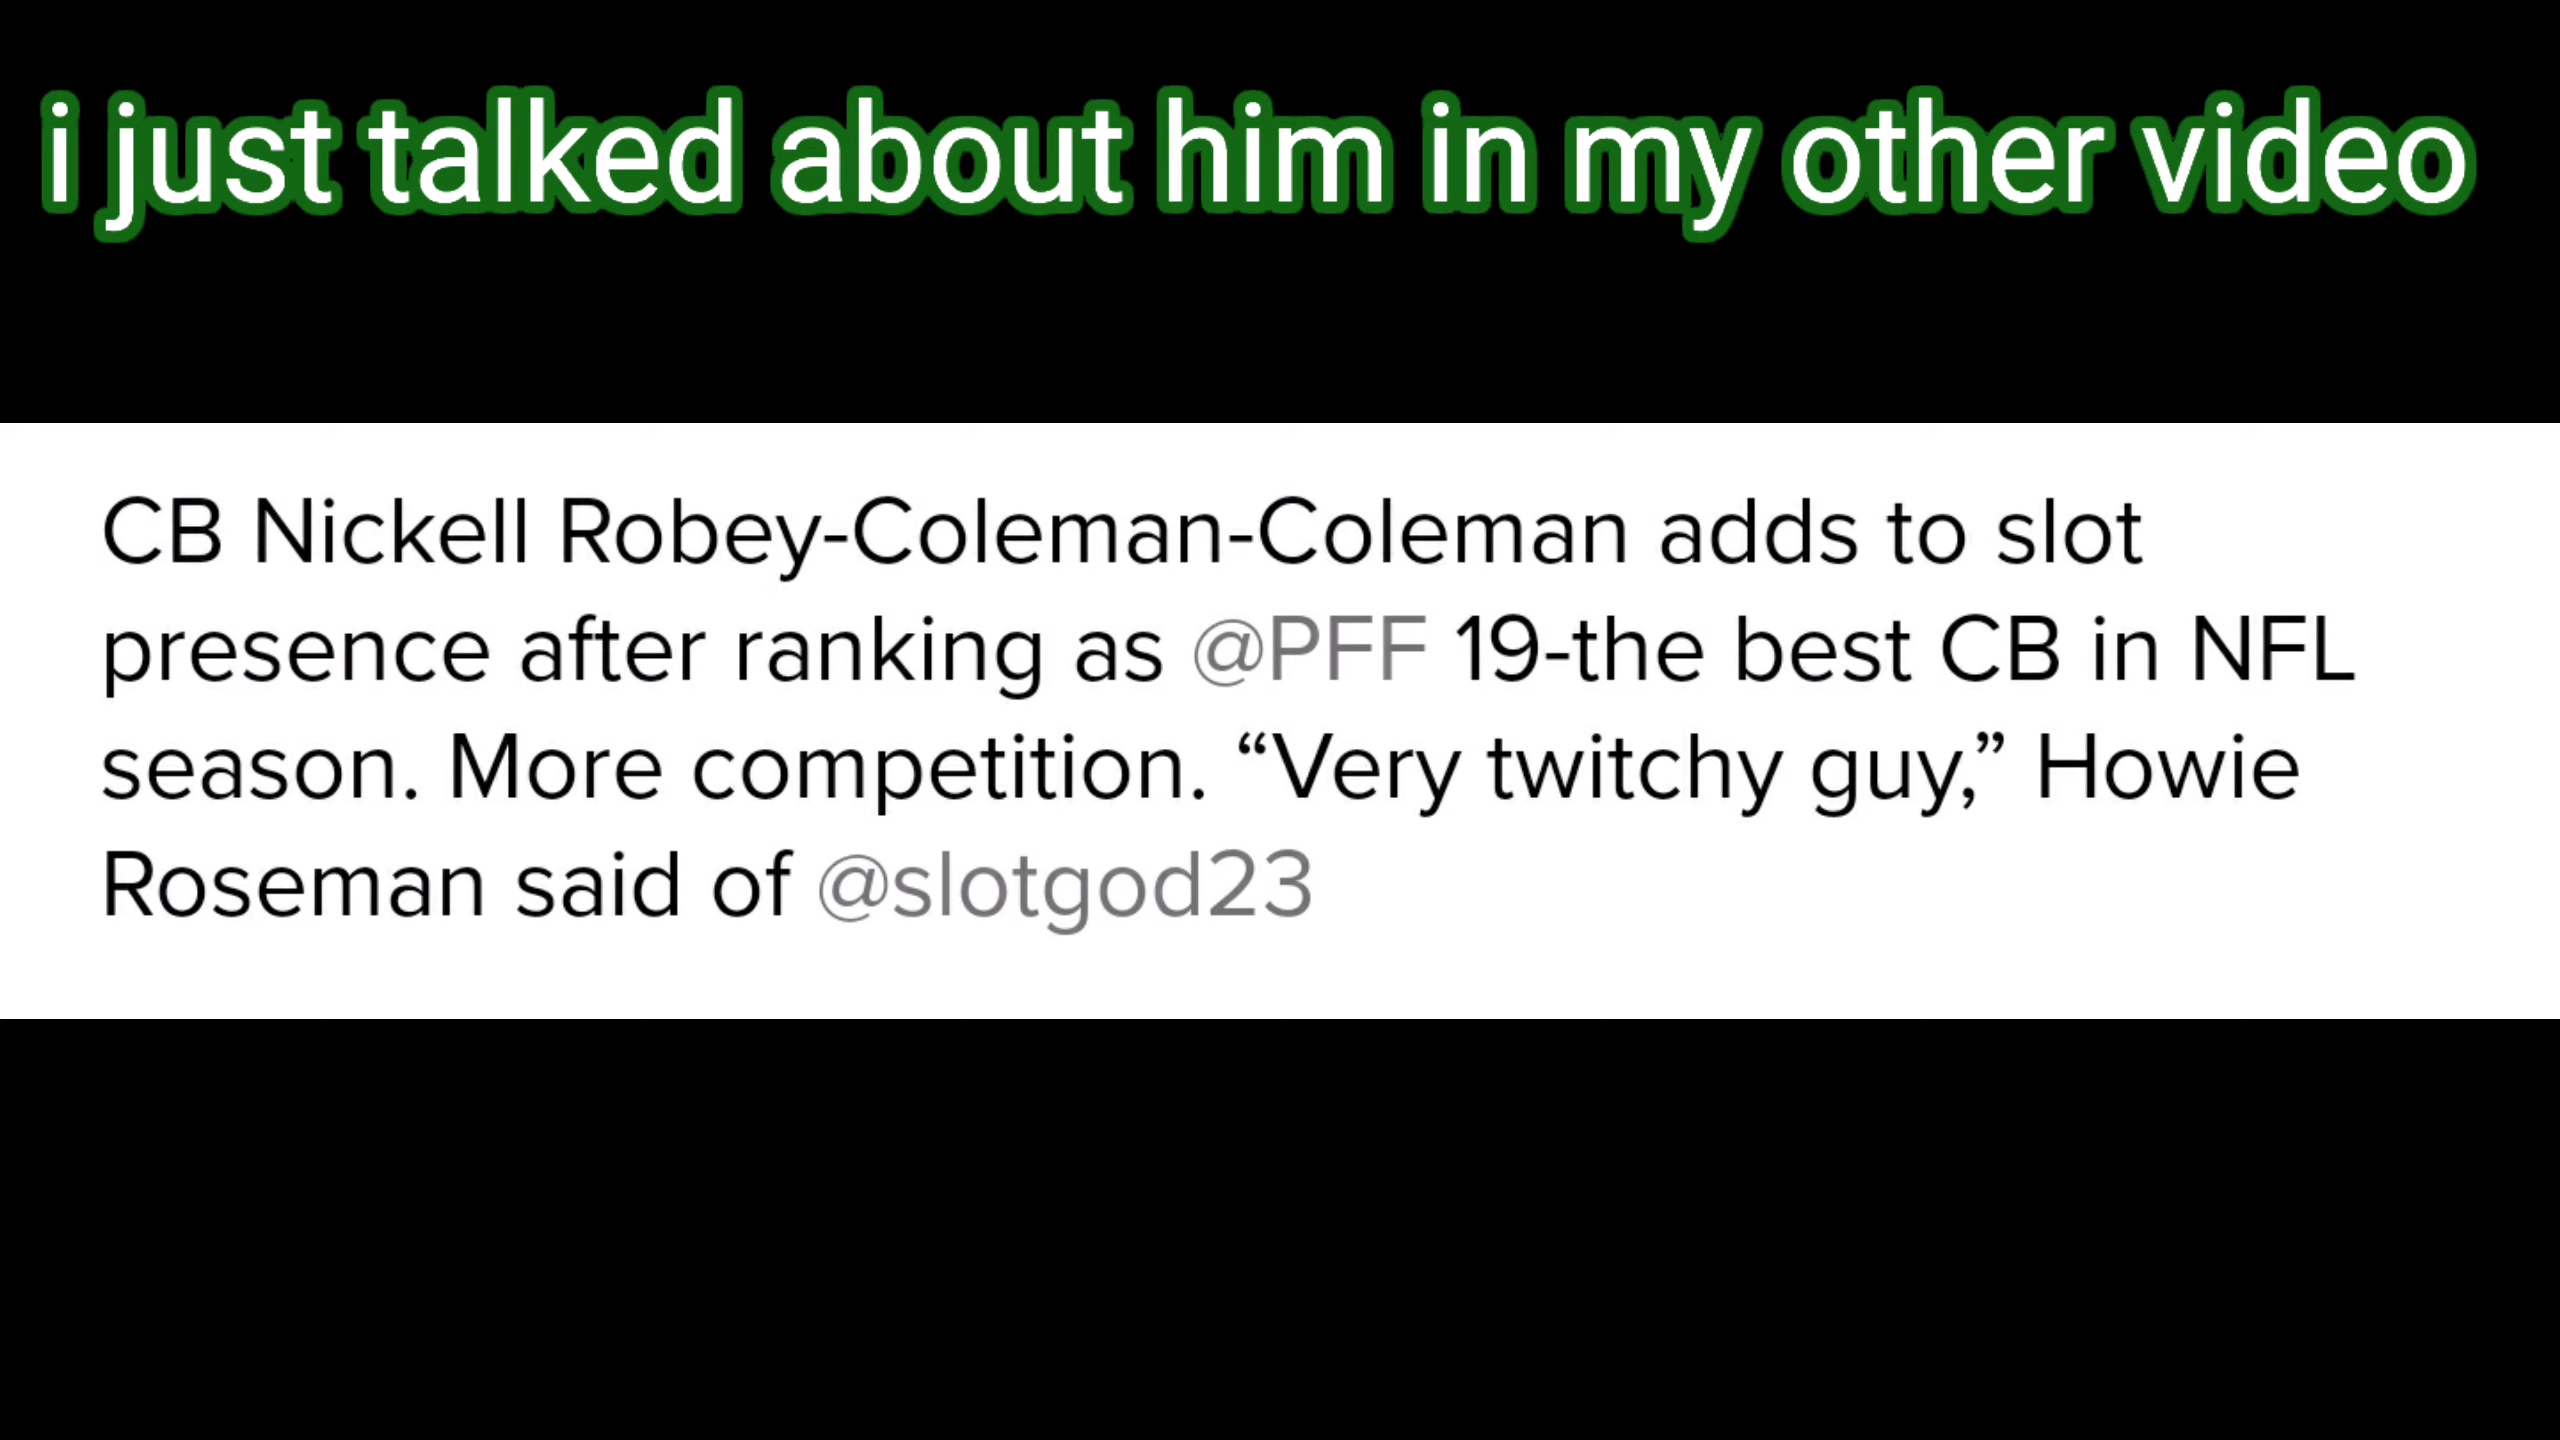 i just talked about him in my other video
CB Nickell Robey-Coleman-Coleman adds to slot
presence after ranking as @PFF 19-the best CB in NFL
season. More competition. “Very twitchy guy,” Howie
Roseman said of @slotgod23